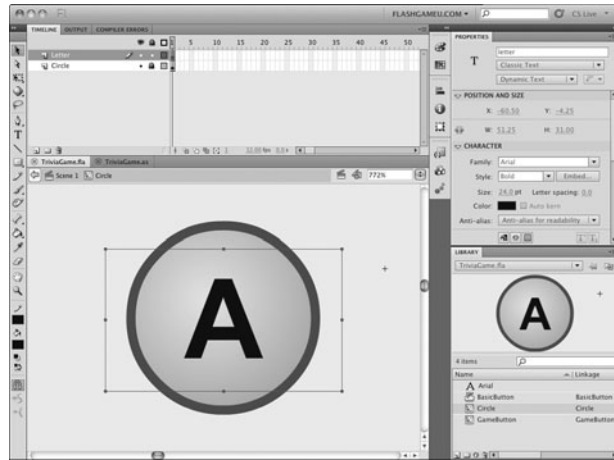 FLASHGAMEU.COM
CS Live
TIMELINE OUTPUT COMPILER ERRORS
5 10 15 20 25 30 35 40 45 50
Letter
Circle
TriviaGame.fla TriviaGame.as
Scene 1 Circle 772%
A
PROPERTIES
T
letter
Classic Text
Dynamic Text
POSITION AND SIZE
X: -60.50 Y: -4.25
W: 53.25 H: 31.00
CHARACTER
Family: Arial
Style: Bold Embed...
Size: 24.0 pt Letter spacing: 0.0
Color: Auto kern
Anti-alias: Anti-alias for readability
LIBRARY
TriviaGame.fla
A
4 items
Name Linkage
A Arial
BasicButton BasicButton
Circle Circle
GameButton GameButton